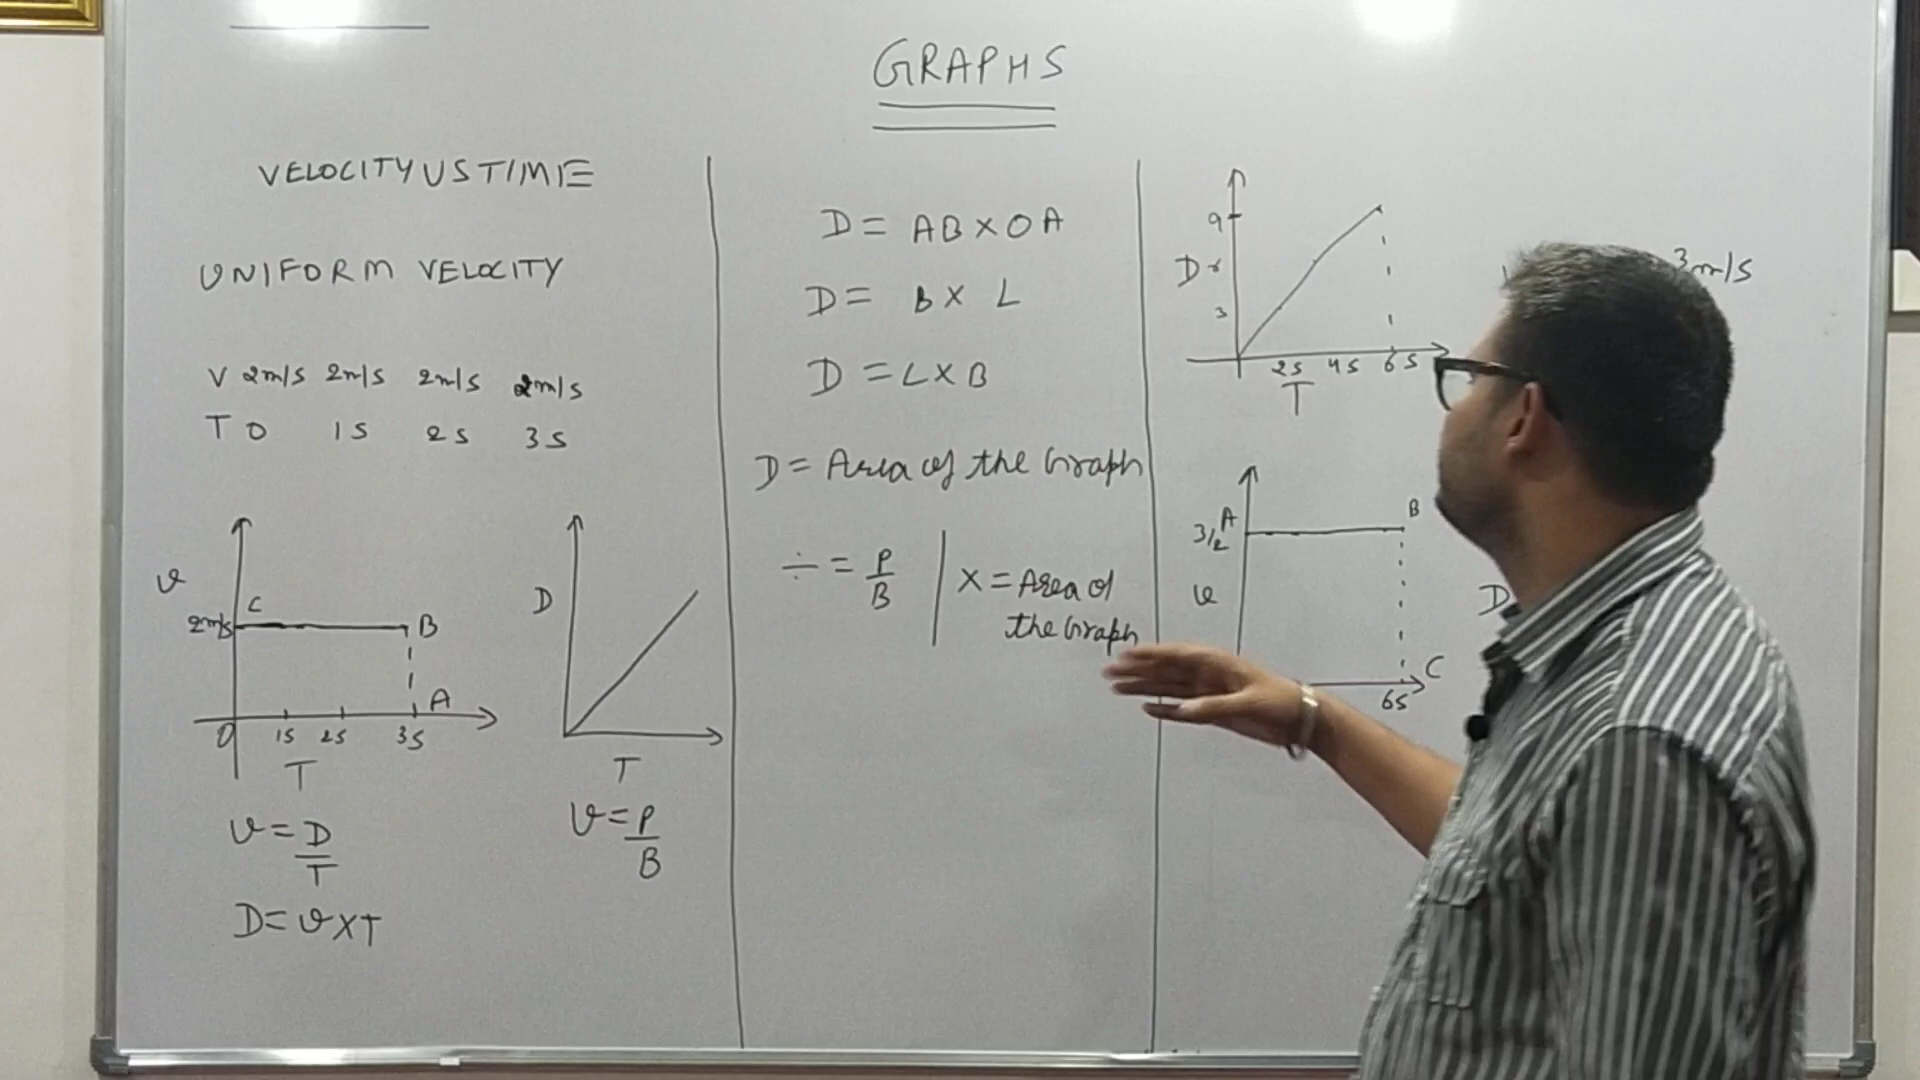 GRAPHS
VELOCITY VS TIME
UNIFORM VELOCITY
V 2m/s 2m/s 2m/s 2m/s
T 0 1s 2s 3s
v
2m/s
C
B
A
O 1s 2s 3s
T
v = D/T
D = v x T
D
T
v = P/B
D = AB x OA
D = B x L
D = L x B
D = Area of the Graph
÷ = P/B
x = Area of
the Graph
9
D
3
2s 4s 6s
T
3m/s
A
B
3/2
v
C
6s
D